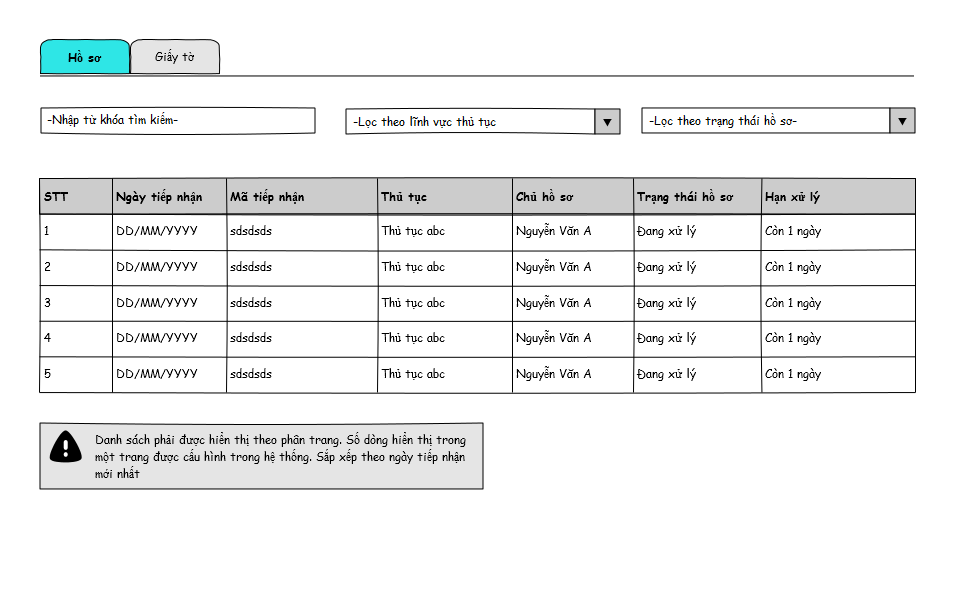 Hồ sơ Giấy tờ
-Nhập từ khóa tìm kiếm- -Lọc theo lĩnh vực thủ tục -Lọc theo trạng thái hồ sơ-
STT Ngày tiếp nhận Mã tiếp nhận Thủ tục Chủ hồ sơ Trạng thái hồ sơ Hạn xử lý
1 DD/MM/YYYY sdsdsds Thủ tục abc Nguyễn Văn A Đang xử lý Còn 1 ngày
2 DD/MM/YYYY sdsdsds Thủ tục abc Nguyễn Văn A Đang xử lý Còn 1 ngày
3 DD/MM/YYYY sdsdsds Thủ tục abc Nguyễn Văn A Đang xử lý Còn 1 ngày
4 DD/MM/YYYY sdsdsds Thủ tục abc Nguyễn Văn A Đang xử lý Còn 1 ngày
5 DD/MM/YYYY sdsdsds Thủ tục abc Nguyễn Văn A Đang xử lý Còn 1 ngày
Danh sách phải được hiển thị theo phân trang. Số dòng hiển thị trong
một trang được cấu hình trong hệ thống. Sắp xếp theo ngày tiếp nhận
mới nhất